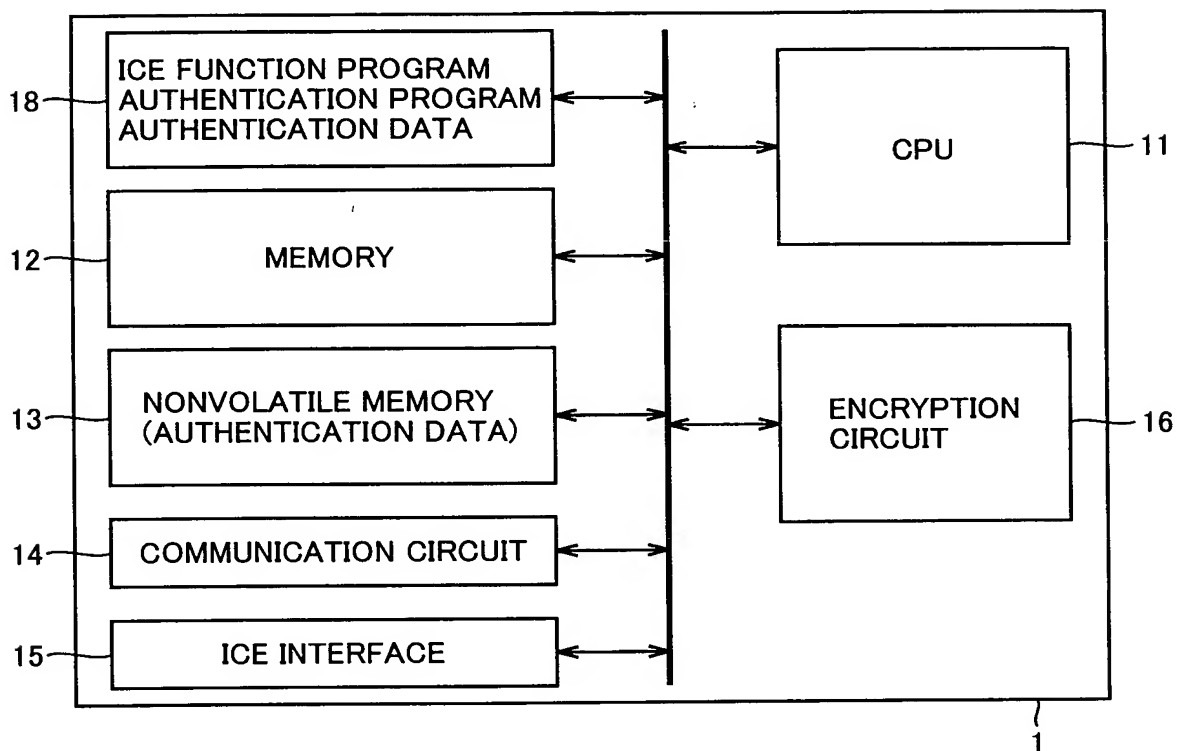 ICE FUNCTION PROGRAM
AUTHENTICATION PROGRAM
AUTHENTICATION DATA
18
CPU
11
MEMORY
12
NONVOLATILE MEMORY
(AUTHENTICATION DATA)
13
ENCRYPTION
CIRCUIT
16
COMMUNICATION CIRCUIT
14
ICE INTERFACE
15
1